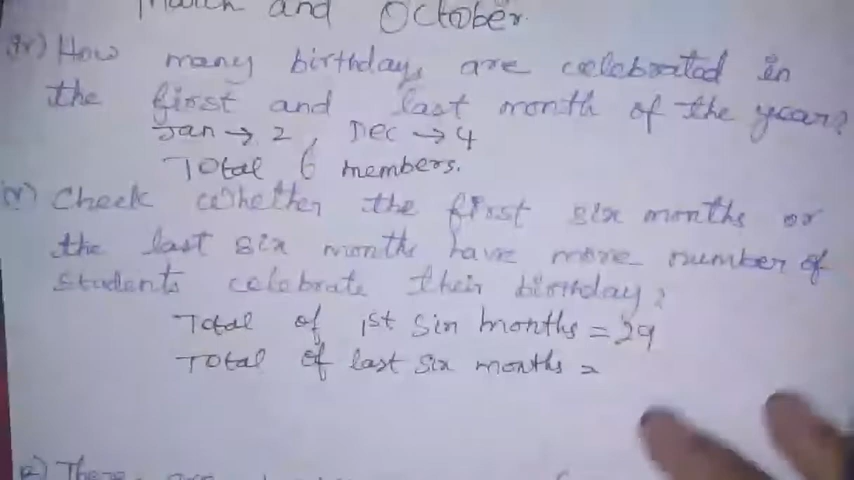 March and October.
iv) How many birthdays are celebrated in
the first and last month of the year?
Jan → 2, Dec → 4
Total 6 members.
v) Check whether the first six months or
the last six months have more number of
students celebrate their birthday?
Total of 1st sin months = 29
Total of last six months =